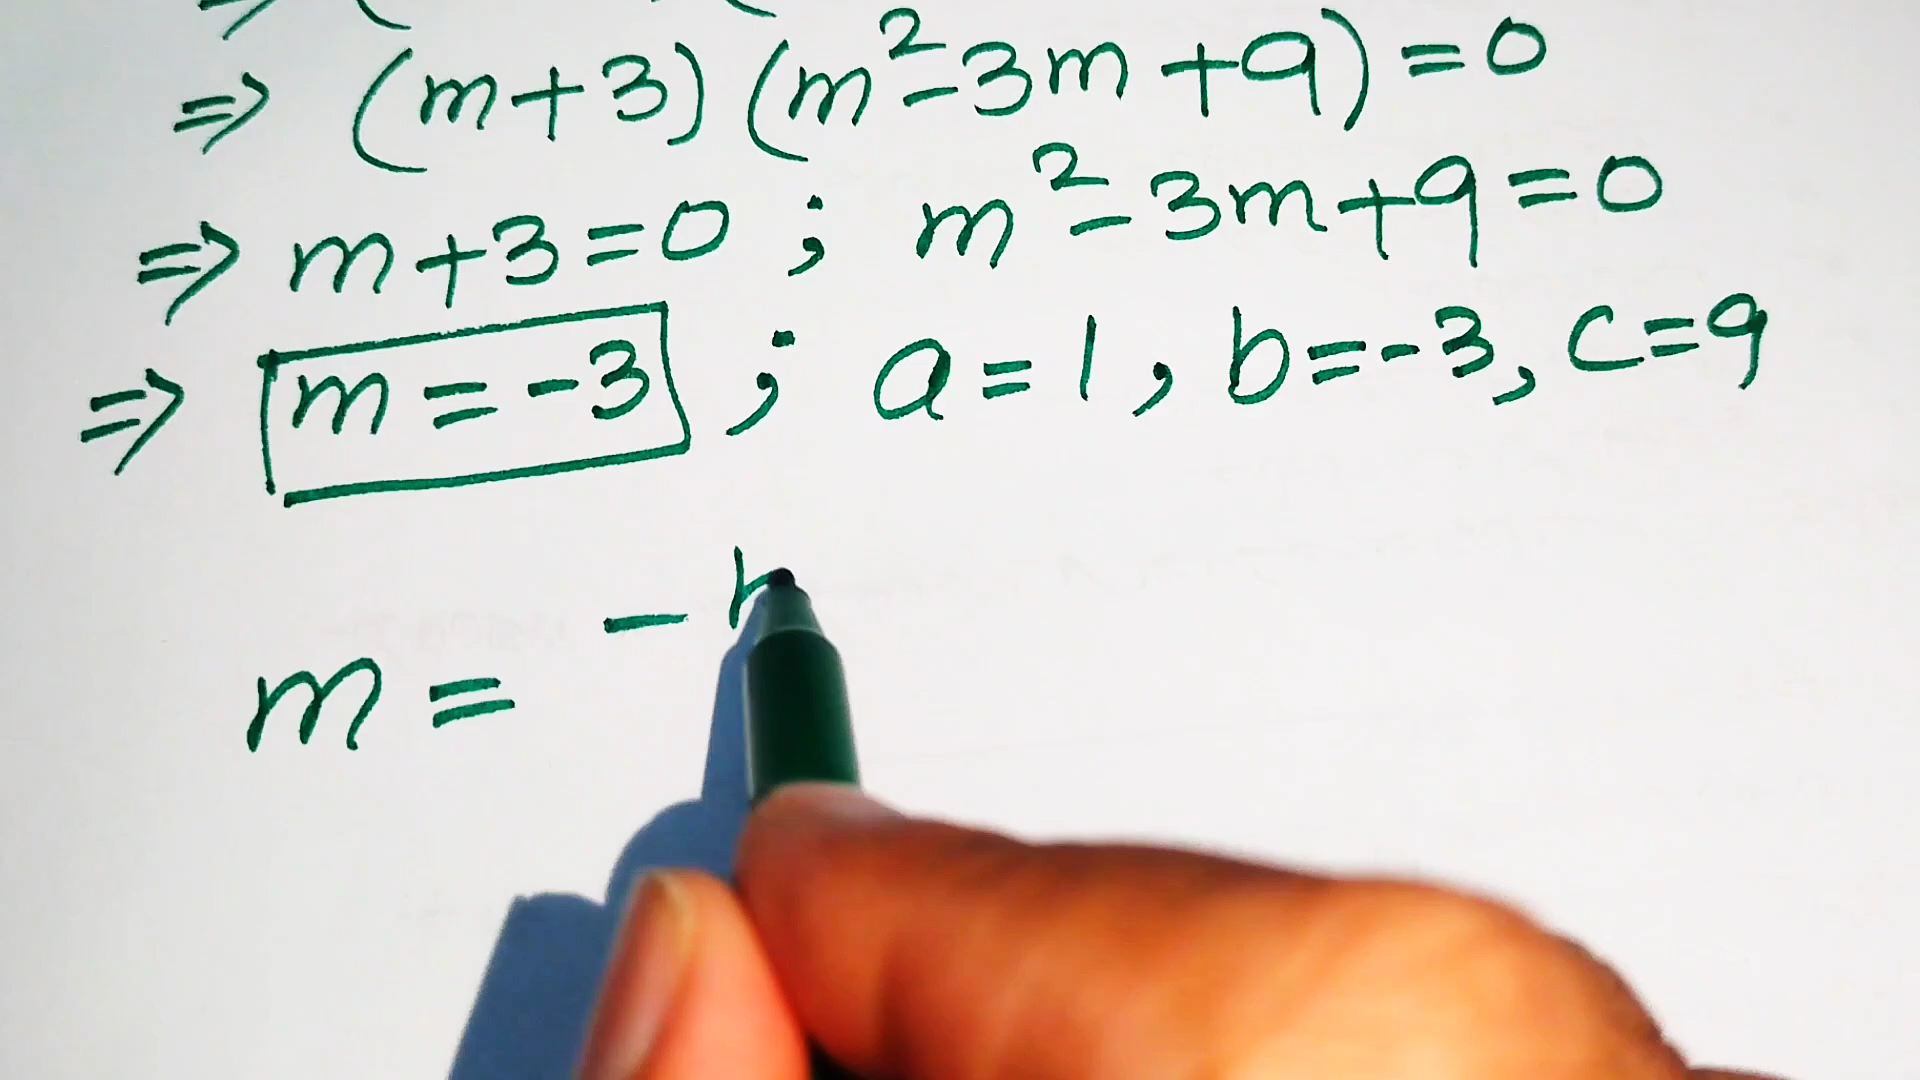 ⇒ (m+3)(m²-3m+9)=0
⇒ m+3=0 ; m²-3m+9=0
⇒ m=-3 ; a=1, b=-3, c=9
m = -